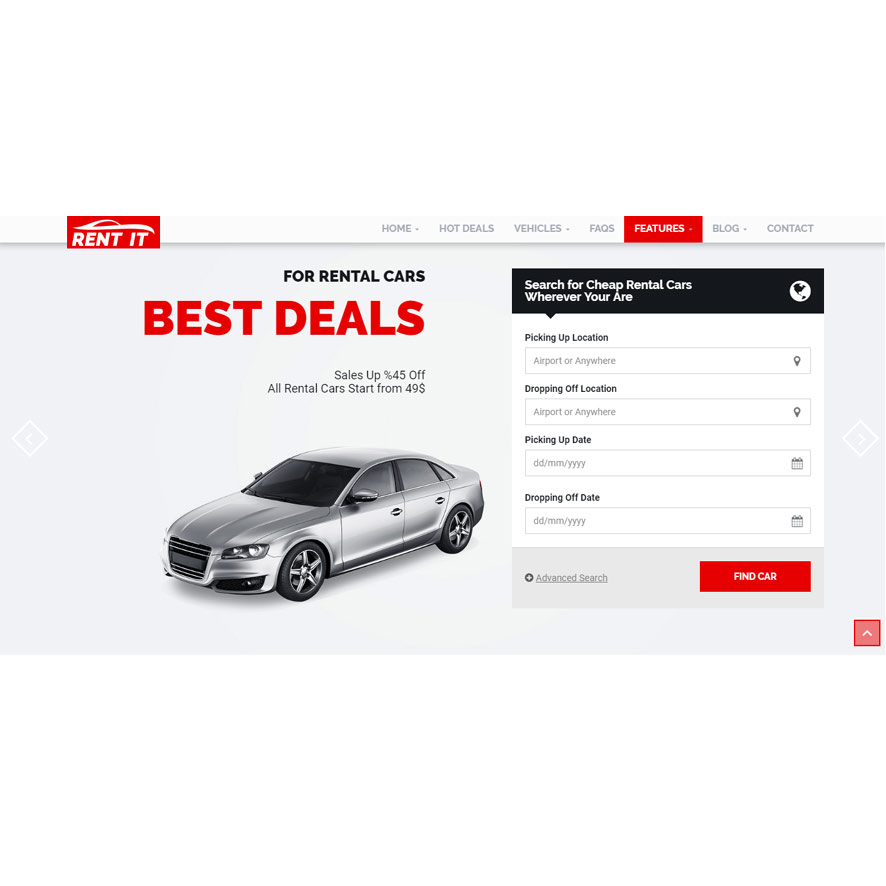 RENT IT
HOME
HOT DEALS
VEHICLES
FAQS
FEATURES
BLOG
CONTACT
FOR RENTAL CARS
BEST DEALS
Sales Up %45 Off
All Rental Cars Start from 49$
Search for Cheap Rental Cars
Wherever Your Are
Picking Up Location
Airport or Anywhere
Dropping Off Location
Airport or Anywhere
Picking Up Date
dd/mm/yyyy
Dropping Off Date
dd/mm/yyyy
Advanced Search
FIND CAR